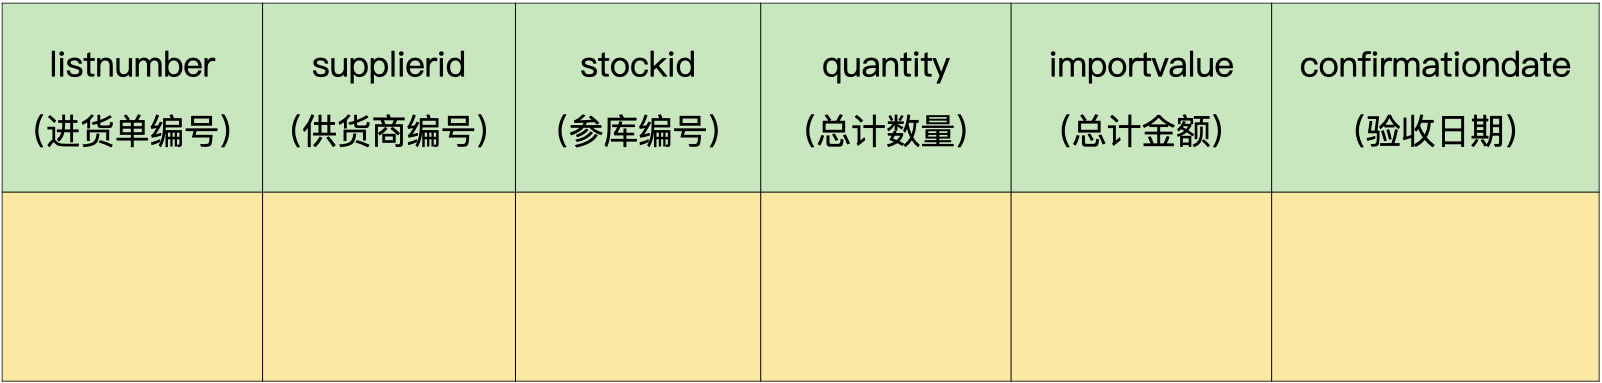 listnumber
（进货单编号）
supplierid
（供货商编号）
stockid
（参库编号）
quantity
（总计数量）
importvalue
（总计金额）
confirmationdate
（验收日期）